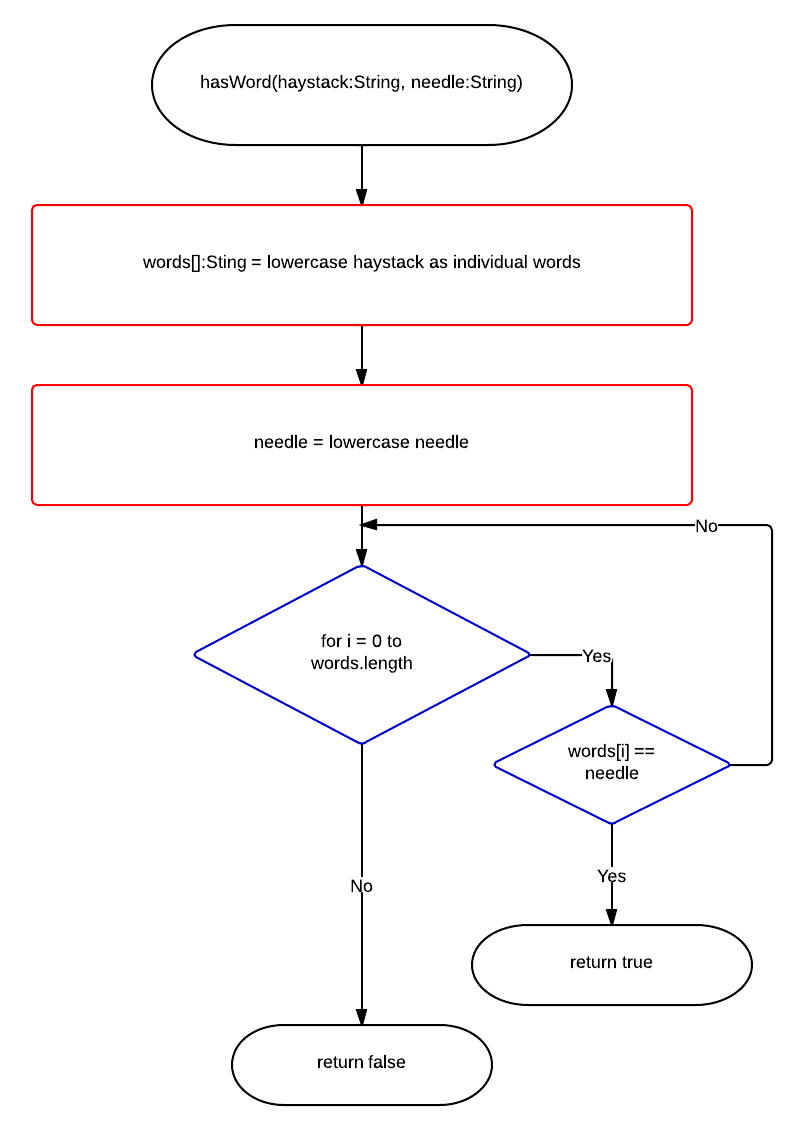 hasWord(haystack:String, needle:String)
words[]:Sting = lowercase haystack as individual words
needle = lowercase needle
No
for i = 0 to
words.length
Yes
words[i] ==
needle
No
Yes
return true
return false